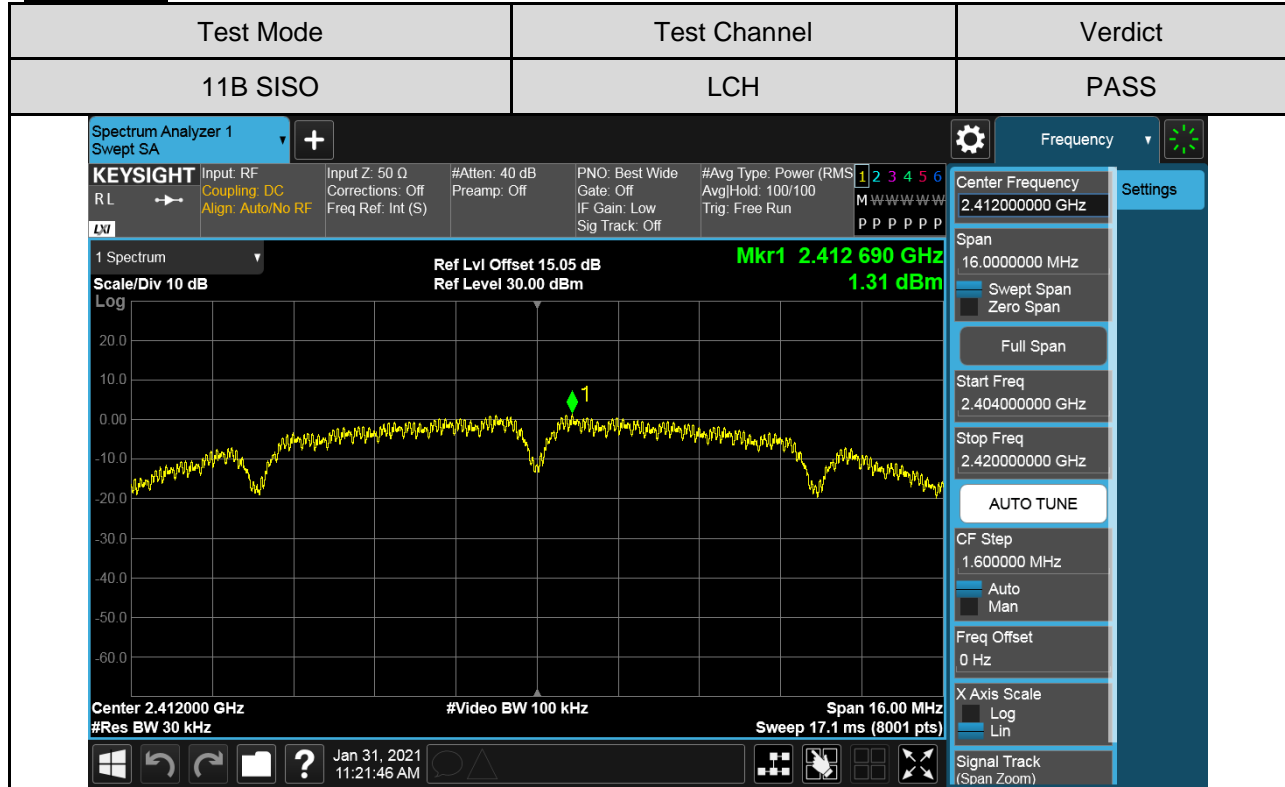 Test Mode
Test Channel
Verdict
11B SISO
LCH
PASS
Spectrum Analyzer 1
Swept SA
+
Frequency
KEYSIGHT
RL
LXI
Input: RF
Coupling: DC
Align: Auto/No RF
Input Z: 50 Ω
Corrections: Off
Freq Ref: Int (S)
#Atten: 40 dB
Preamp: Off
PNO: Best Wide
Gate: Off
IF Gain: Low
Sig Track: Off
#Avg Type: Power (RMS
Avg|Hold: 100/100
Trig: Free Run
1 2 3 4 5 6
M W W W W W
P P P P P P
Center Frequency
2.412000000 GHz
Settings
Span
16.0000000 MHz
Swept Span
Zero Span
Full Span
Start Freq
2.404000000 GHz
Stop Freq
2.420000000 GHz
AUTO TUNE
CF Step
1.600000 MHz
Auto
Man
Freq Offset
0 Hz
X Axis Scale
Log
Lin
Signal Track
(Span Zoom)
1 Spectrum
Scale/Div 10 dB
Ref Lvl Offset 15.05 dB
Ref Level 30.00 dBm
Mkr1 2.412 690 GHz
1.31 dBm
Log
20.0
10.0
0.00
-10.0
-20.0
-30.0
-40.0
-50.0
-60.0
1
Center 2.412000 GHz
#Res BW 30 kHz
#Video BW 100 kHz
Span 16.00 MHz
Sweep 17.1 ms (8001 pts)
?
Jan 31, 2021
11:21:46 AM